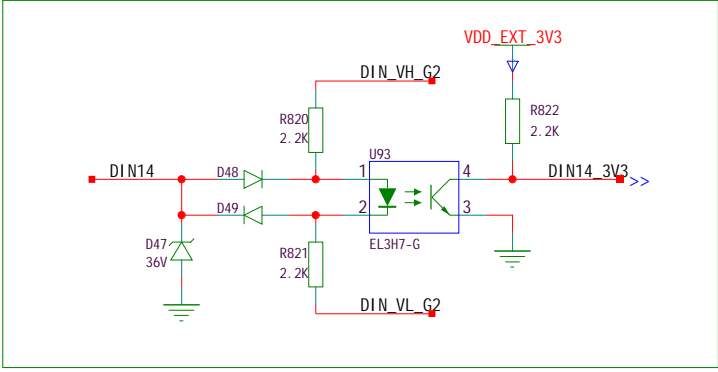 VDD_EXT_3V3
DIN_VH_G2
R820
2.2K
R822
2.2K
U93
DIN14
D48
1
4
DIN14_3V3
>>
D49
2
3
D47
36V
R821
2.2K
EL3H7-G
DIN_VL_G2